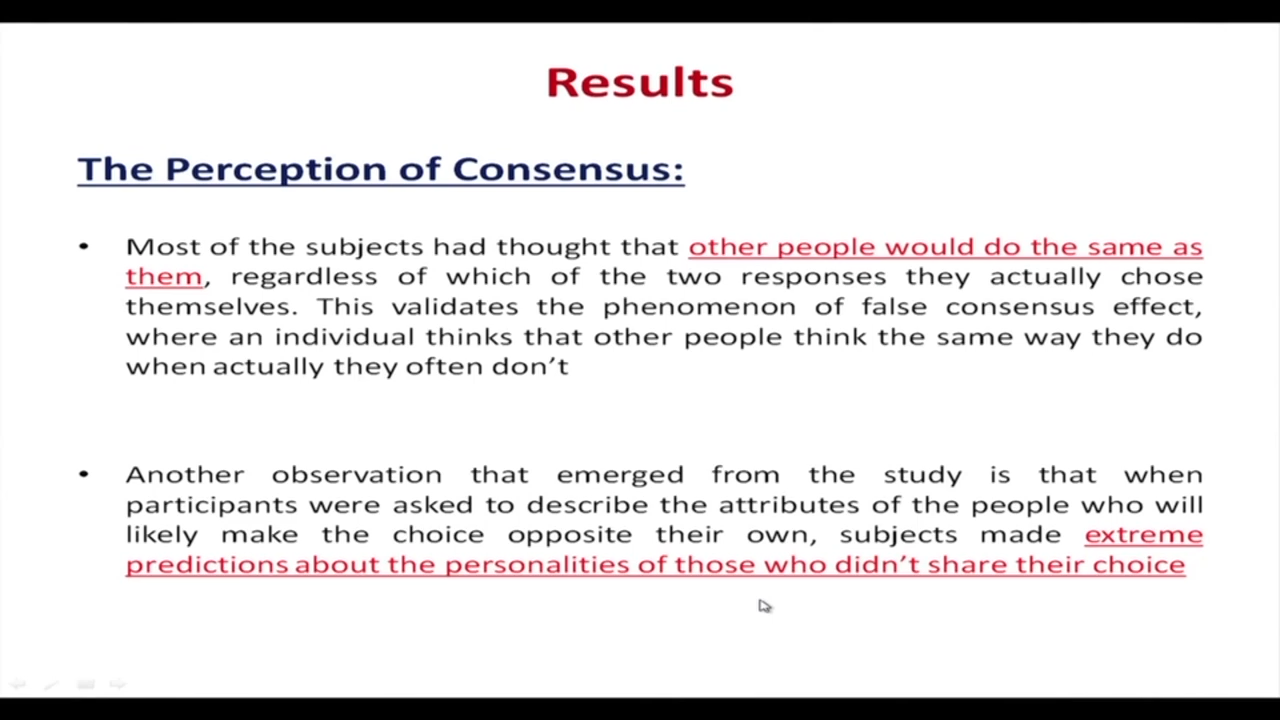 Results
The Perception of Consensus:
• Most of the subjects had thought that other people would do the same as
them, regardless of which of the two responses they actually chose
themselves. This validates the phenomenon of false consensus effect,
where an individual thinks that other people think the same way they do
when actually they often don’t
• Another observation that emerged from the study is that when
participants were asked to describe the attributes of the people who will
likely make the choice opposite their own, subjects made extreme
predictions about the personalities of those who didn’t share their choice